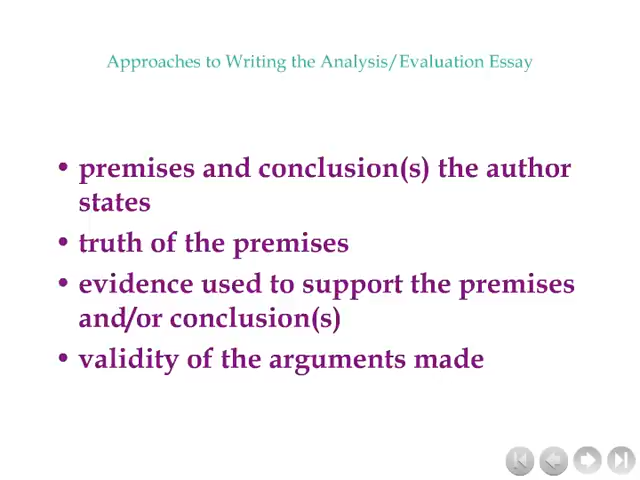 Approaches to Writing the Analysis/Evaluation Essay
• premises and conclusion(s) the author
states
• truth of the premises
• evidence used to support the premises
and/or conclusion(s)
• validity of the arguments made